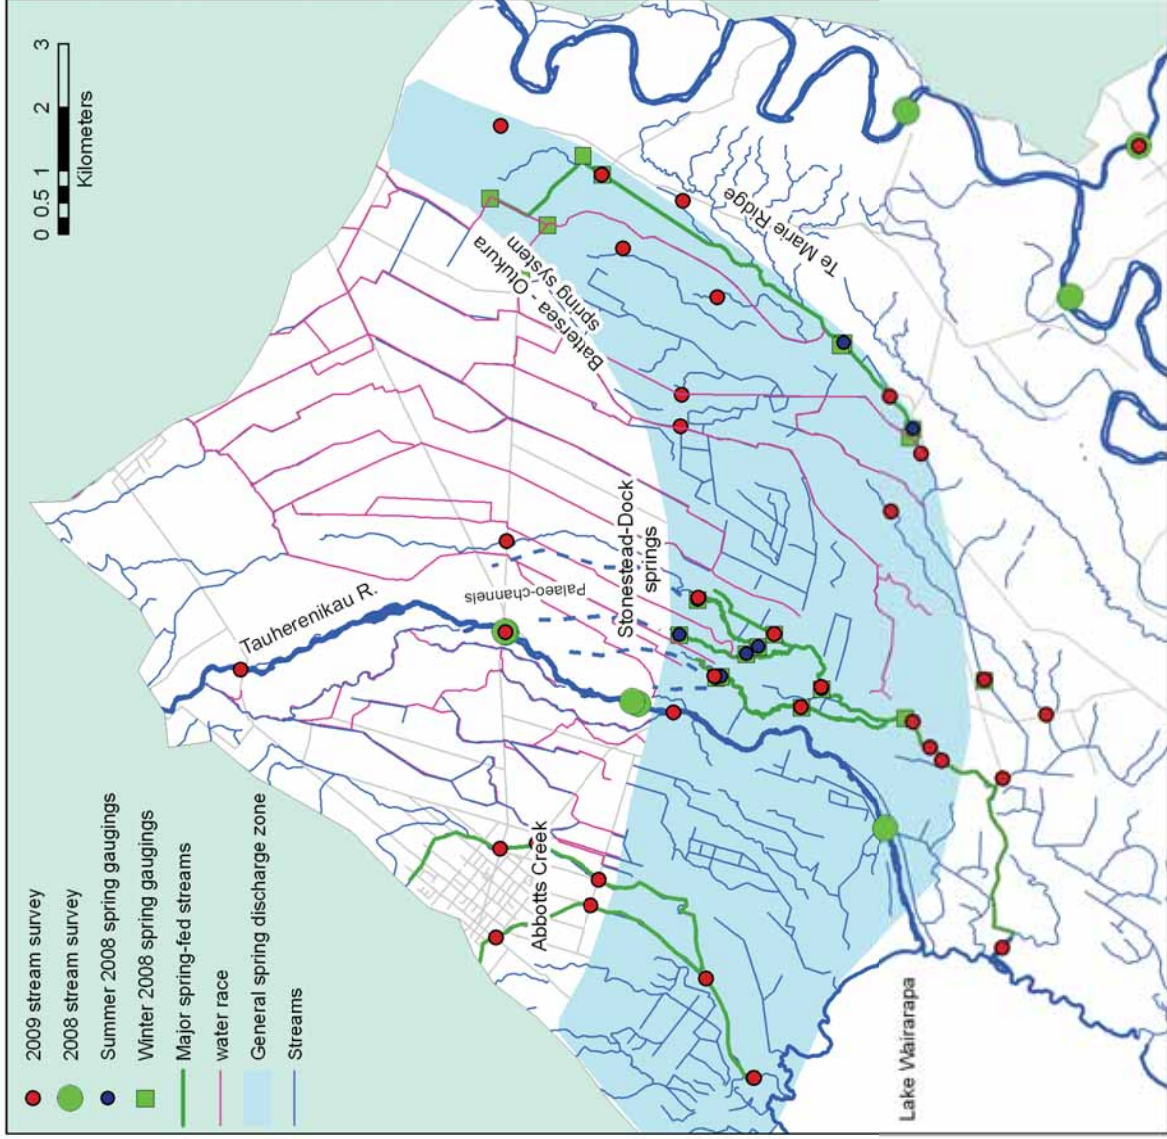 2009 stream survey
2008 stream survey
Summer 2008 spring gaugings
Winter 2008 spring gaugings
Major spring-fed streams
water race
General spring discharge zone
Streams
0 0.5 1 2 3
Kilometers
Tauherenikau R.
Palaeo-channels
Stonestead-Dock
springs
Battersea - Otukura
spring system
Te Marie Ridge
Abbotts Creek
Lake Wairarapa